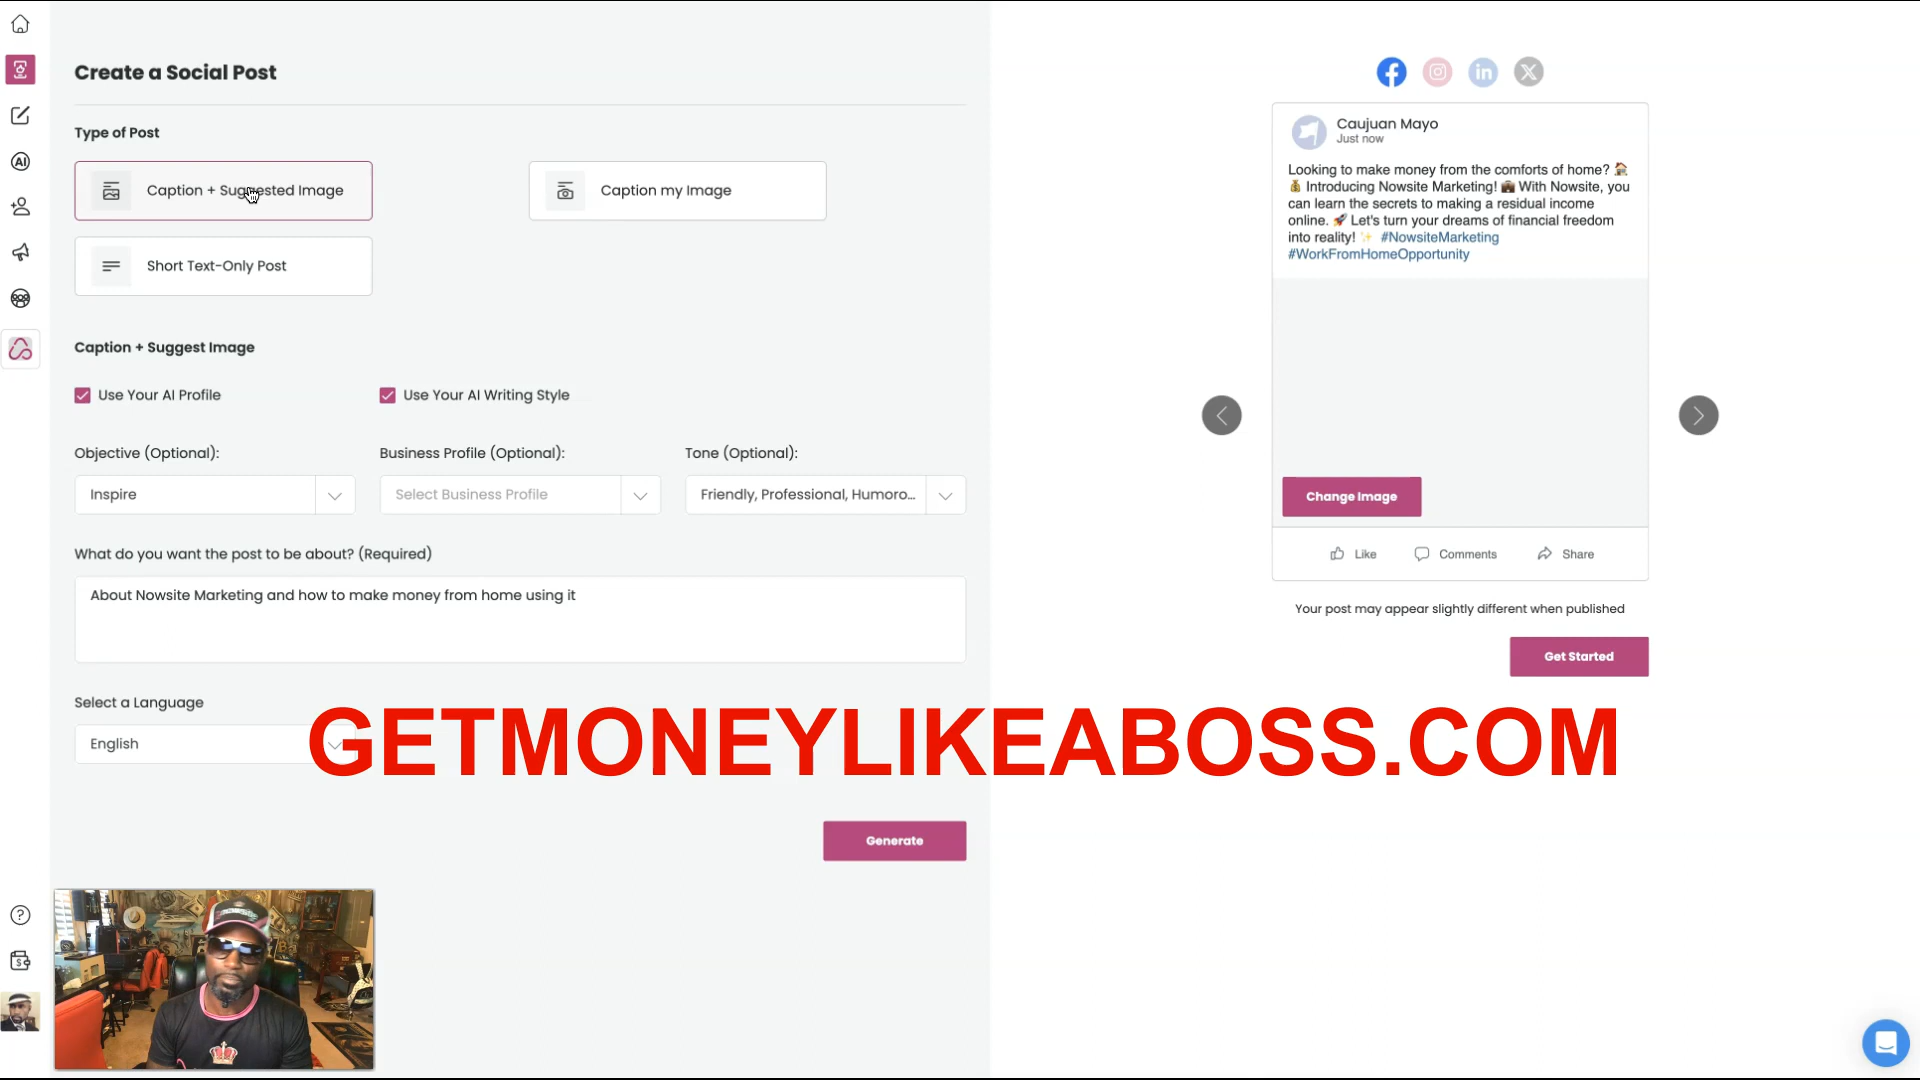 Create a Social Post
Type of Post
Caption + Suggested Image
Caption my Image
Short Text-Only Post
Caption + Suggest Image
Use Your AI Profile
Use Your AI Writing Style
Objective (Optional):
Business Profile (Optional):
Tone (Optional):
Inspire
Select Business Profile
Friendly, Professional, Humoro...
What do you want the post to be about? (Required)
About Nowsite Marketing and how to make money from home using it
Select a Language
English
GETMONEYLIKEABOSS.COM
Generate
AI
Caujuan Mayo
Just now
Looking to make money from the comforts of home? 🏠
💰 Introducing Nowsite Marketing! 💼 With Nowsite, you
can learn the secrets to making a residual income
online. 🚀 Let's turn your dreams of financial freedom
into reality! ✨ #NowsiteMarketing
#WorkFromHomeOpportunity
Change Image
Like
Comments
Share
Your post may appear slightly different when published
Get Started